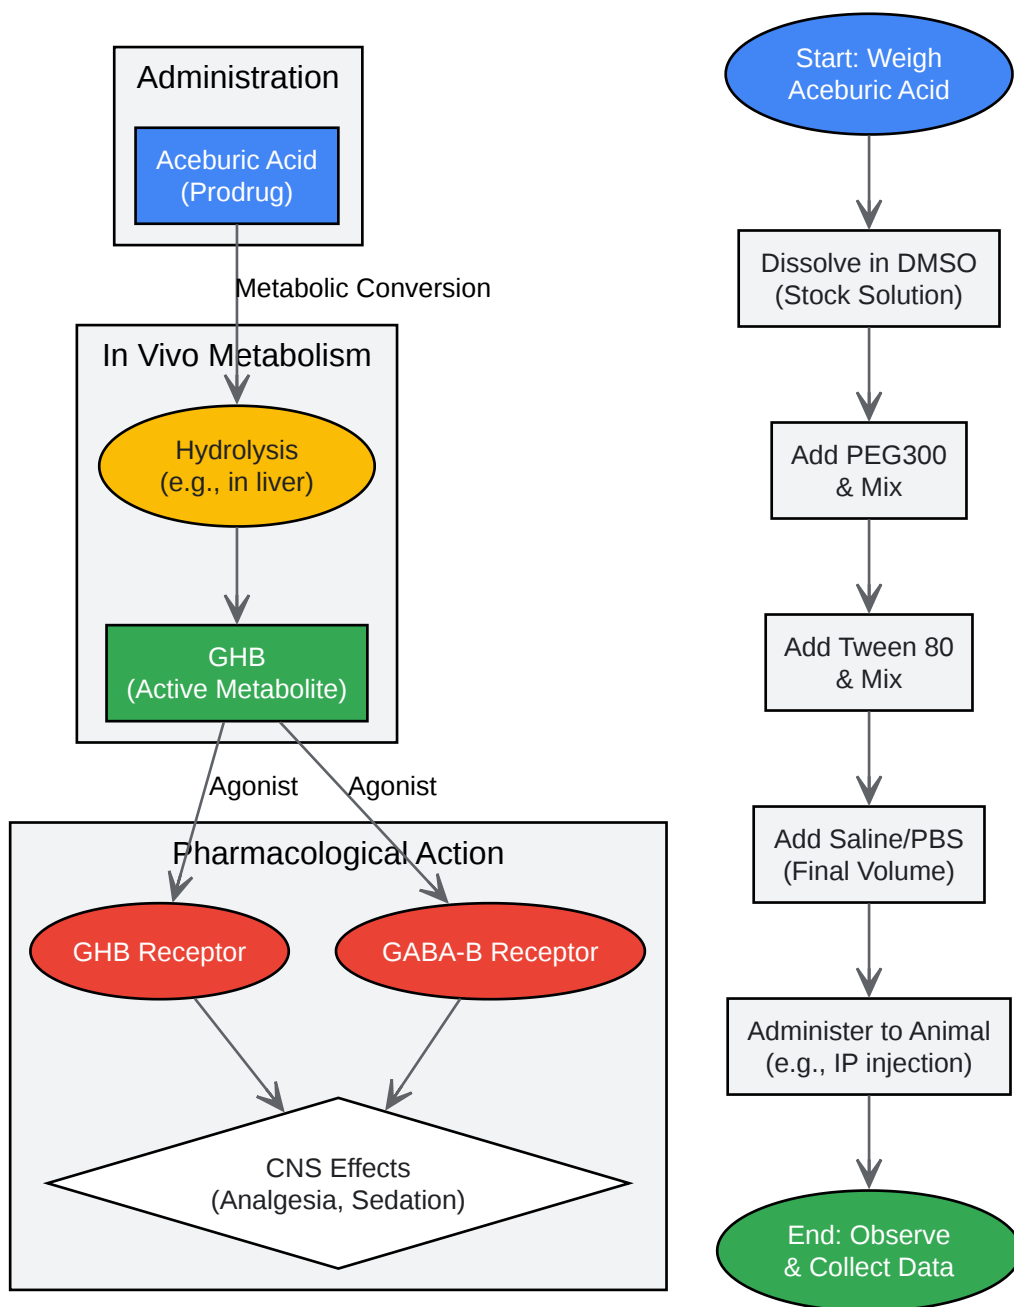 Administration
Aceburic Acid
(Prodrug)
Metabolic Conversion
In Vivo Metabolism
Hydrolysis
(e.g., in liver)
GHB
(Active Metabolite)
Agonist
Agonist
Pharmacological Action
GHB Receptor
GABA-B Receptor
CNS Effects
(Analgesia, Sedation)
Start: Weigh
Aceburic Acid
Dissolve in DMSO
(Stock Solution)
Add PEG300
& Mix
Add Tween 80
& Mix
Add Saline/PBS
(Final Volume)
Administer to Animal
(e.g., IP injection)
End: Observe
& Collect Data